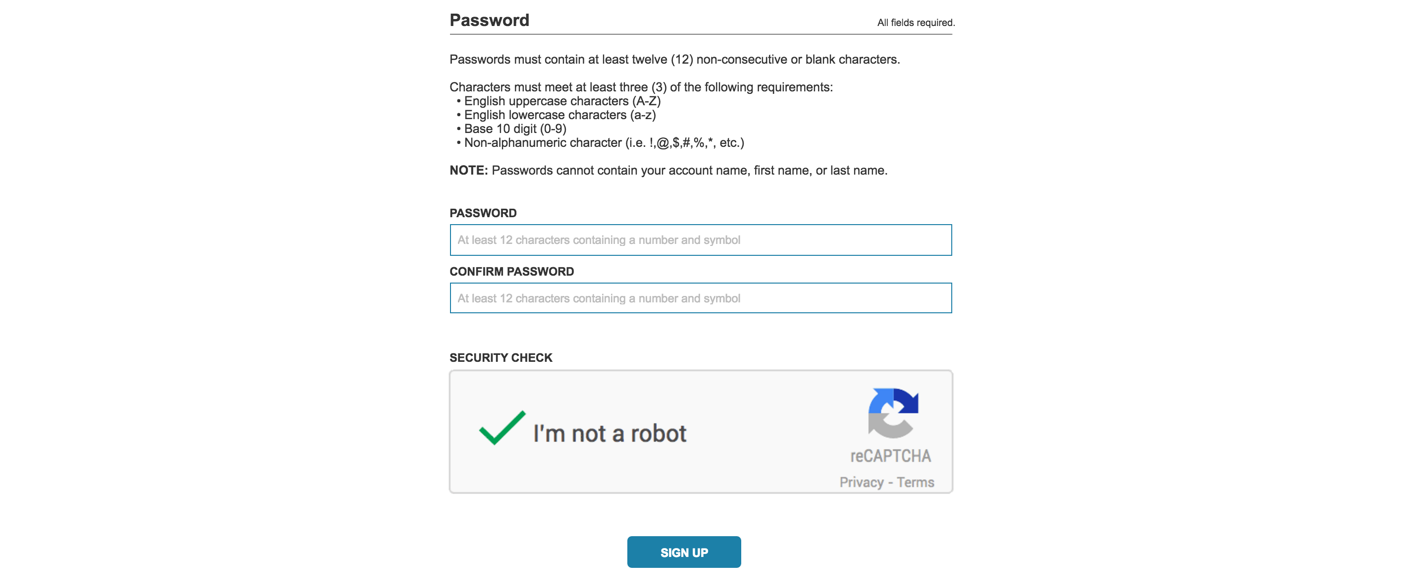 Password
All fields required.
Passwords must contain at least twelve (12) non-consecutive or blank characters.
Characters must meet at least three (3) of the following requirements:
• English uppercase characters (A-Z)
• English lowercase characters (a-z)
• Base 10 digit (0-9)
• Non-alphanumeric character (i.e. !,@,$,#,%,*, etc.)
NOTE: Passwords cannot contain your account name, first name, or last name.
PASSWORD
At least 12 characters containing a number and symbol
CONFIRM PASSWORD
At least 12 characters containing a number and symbol
SECURITY CHECK
I'm not a robot
reCAPTCHA
Privacy - Terms
SIGN UP